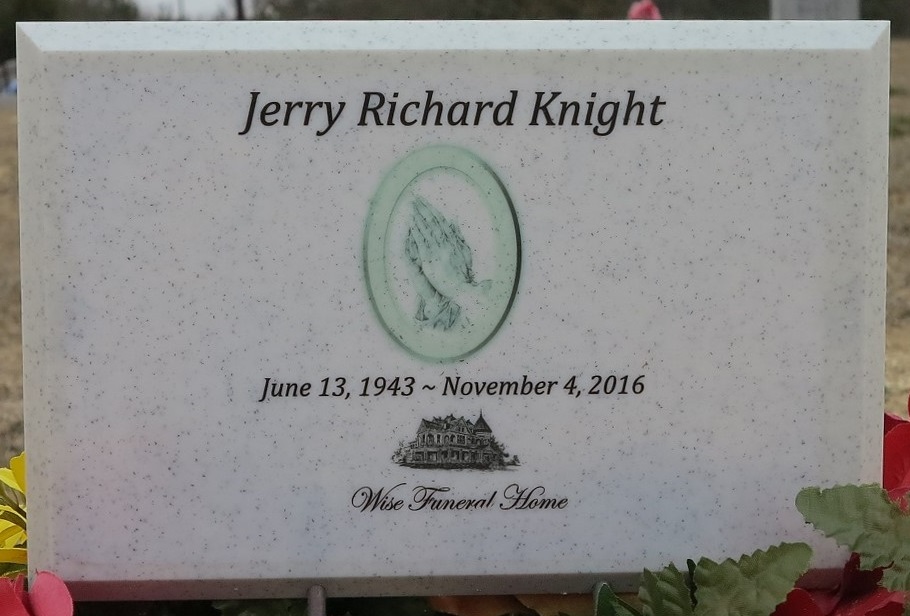 Jerry Richard Knight
June 13, 1943 ~ November 4, 2016
Wise Funeral Home